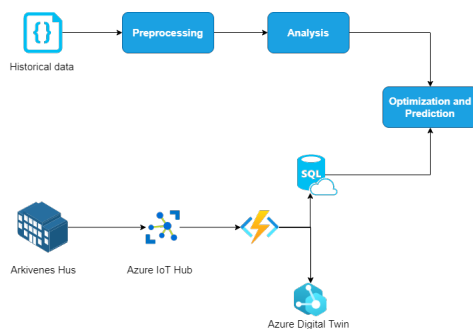 Preprocessing
Analysis
Historical data
Optimization and
Prediction
SQL
Arkivenes Hus
Azure IoT Hub
Azure Digital Twin